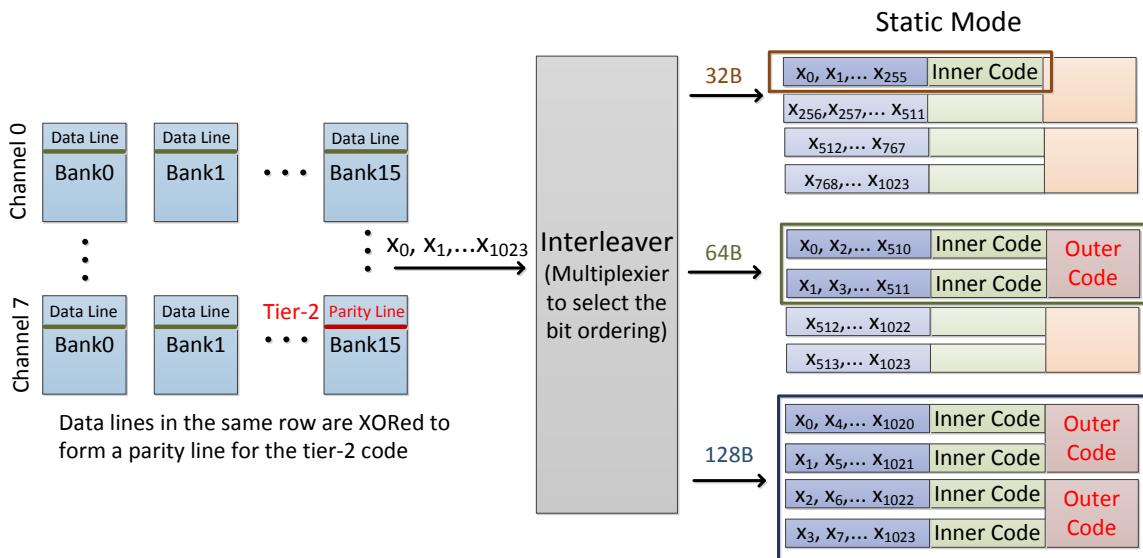 Static Mode
Channel 0
Data Line
Bank0
Data Line
Bank1
Data Line
Bank15
Channel 7
Data Line
Bank0
Data Line
Bank1
Tier-2
Parity Line
Bank15
Data lines in the same row are XORed to
form a parity line for the tier-2 code
x₀, x₁,...x₁₀₂₃
Interleaver
(Multiplexier
to select the
bit ordering)
32B
x₀, x₁,... x₂₅₅
Inner Code
x₂₅₆,x₂₅₇,... x₅₁₁
x₅₁₂,... x₇₆₇
x₇₆₈,... x₁₀₂₃
64B
x₀, x₂,... x₅₁₀
Inner Code
x₁, x₃,... x₅₁₁
Inner Code
Outer
Code
x₅₁₂,... x₁₀₂₂
x₅₁₃,... x₁₀₂₃
128B
x₀, x₄,... x₁₀₂₀
Inner Code
x₁, x₅,... x₁₀₂₁
Inner Code
Outer
Code
x₂, x₆,... x₁₀₂₂
Inner Code
x₃, x₇,... x₁₀₂₃
Inner Code
Outer
Code